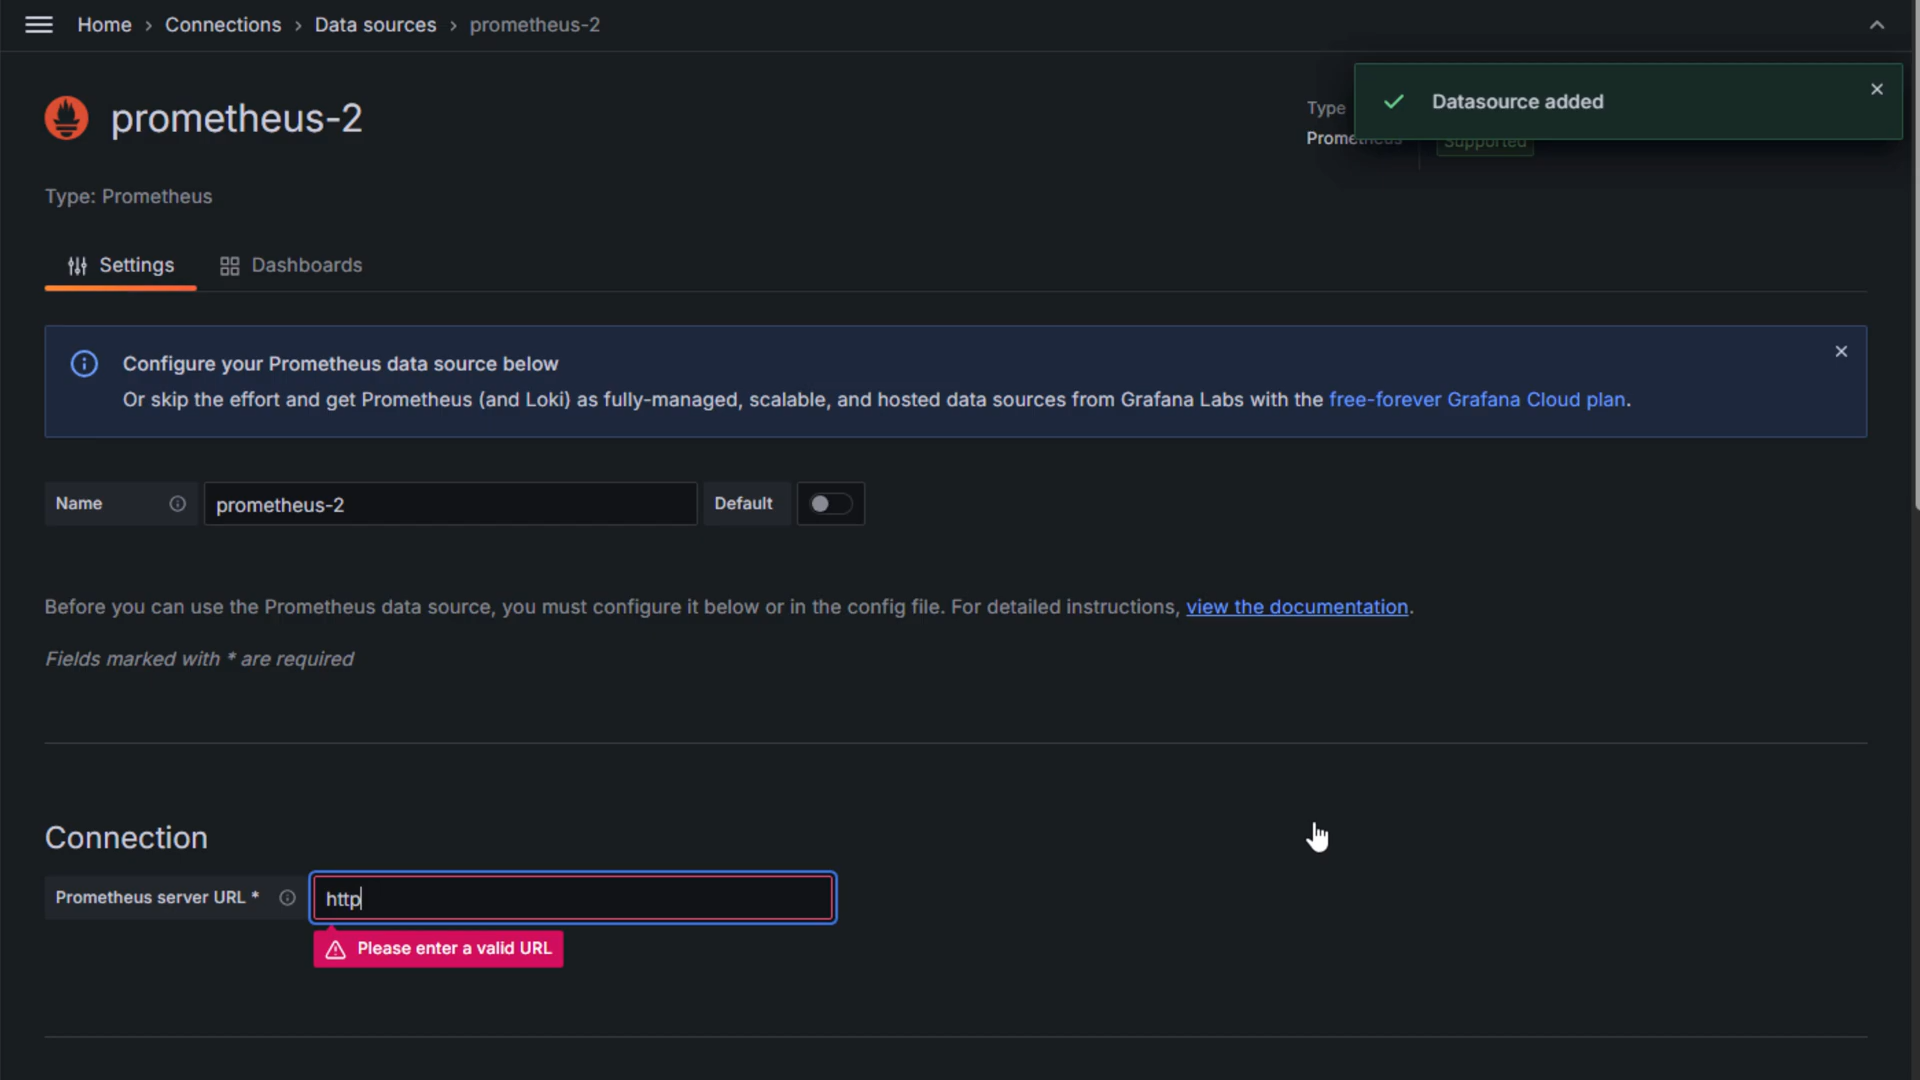 Home › Connections › Data sources › prometheus-2
Datasource added
prometheus-2
Type
Prometheus
Supported
Type: Prometheus
Settings
Dashboards
Configure your Prometheus data source below
Or skip the effort and get Prometheus (and Loki) as fully-managed, scalable, and hosted data sources from Grafana Labs with the free-forever Grafana Cloud plan.
Name prometheus-2 Default
Before you can use the Prometheus data source, you must configure it below or in the config file. For detailed instructions, view the documentation.
Fields marked with * are required
Connection
Prometheus server URL * http
Please enter a valid URL